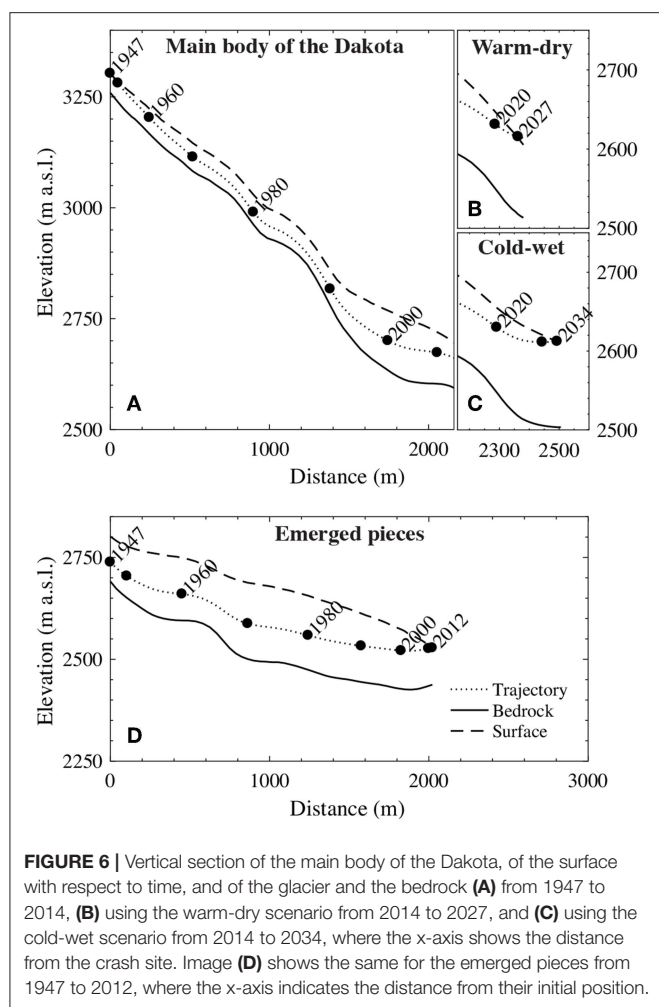 Main body of the Dakota
1947
1960
1980
2000
3250
3000
2750
2500
Elevation (m a.s.l.)
0
1000
2000
Distance (m)
A
Warm-dry
2020
2027
2700
2600
2500
B
Cold-wet
2020
2034
2700
2600
2500
2300
2500
C
Emerged pieces
1947
1960
1980
2000
2012
2750
2500
2250
Elevation (m a.s.l.)
Trajectory
Bedrock
Surface
D
0
1000
2000
3000
Distance (m)
FIGURE 6 | Vertical section of the main body of the Dakota, of the surface
with respect to time, and of the glacier and the bedrock (A) from 1947 to
2014, (B) using the warm-dry scenario from 2014 to 2027, and (C) using the
cold-wet scenario from 2014 to 2034, where the x-axis shows the distance
from the crash site. Image (D) shows the same for the emerged pieces from
1947 to 2012, where the x-axis indicates the distance from their initial position.